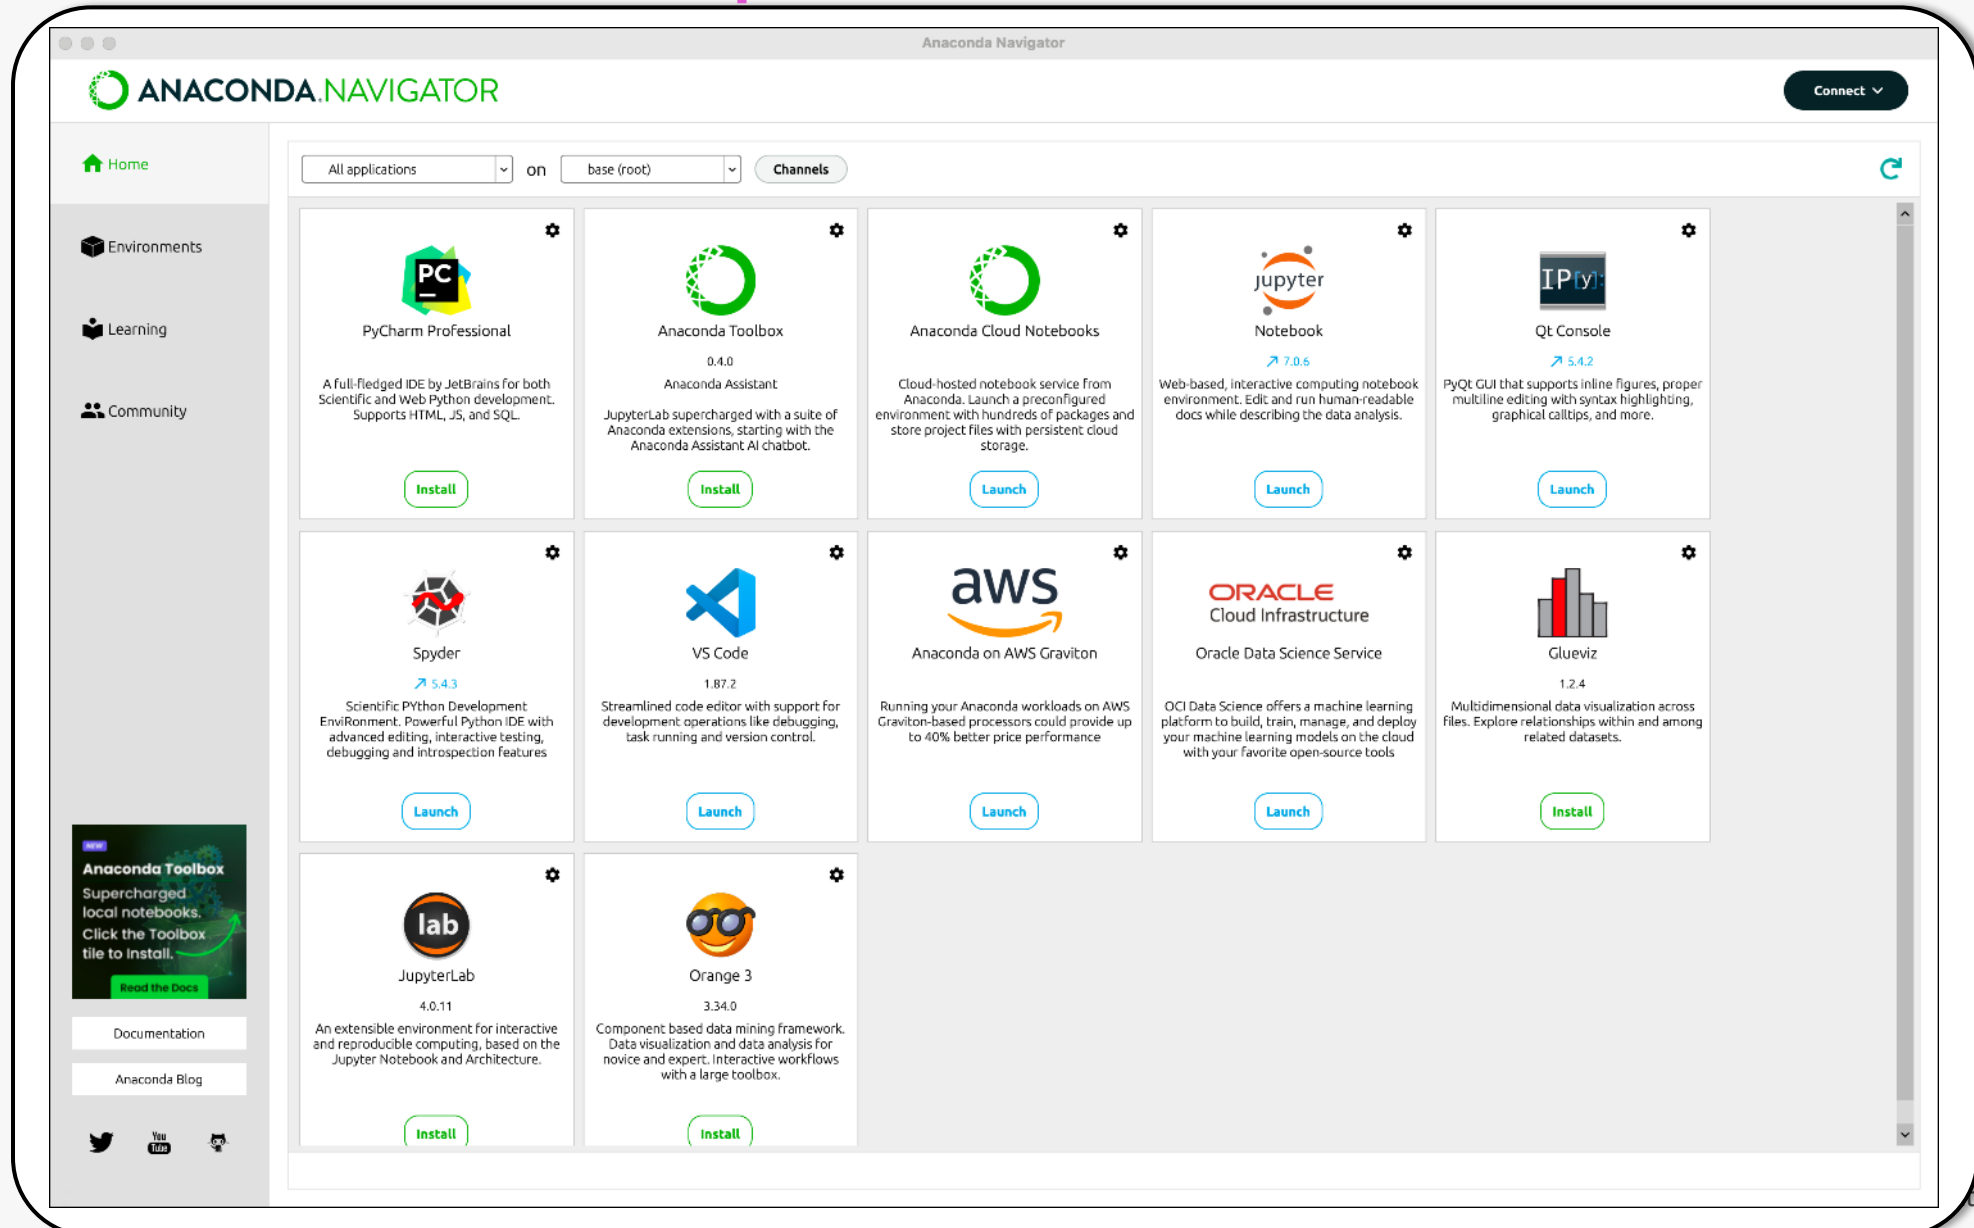 Anaconda Navigator
ANACONDA.NAVIGATOR
Connect
Home
Environments
Learning
Community
All applications
on
base (root)
Channels
PC
PyCharm Professional
A full-fledged IDE by JetBrains for both
Scientific and Web Python development.
Supports HTML, JS, and SQL.
Install
Anaconda Toolbox
0.4.0
Anaconda Assistant
JupyterLab supercharged with a suite of
Anaconda extensions, starting with the
Anaconda Assistant AI chatbot.
Install
Anaconda Cloud Notebooks
Cloud-hosted notebook service from
Anaconda. Launch a preconfigured
environment with hundreds of packages and
store project files with persistent cloud
storage.
Launch
jupyter
Notebook
7.0.6
Web-based, interactive computing notebook
environment. Edit and run human-readable
docs while describing the data analysis.
Launch
IP[y]:
Qt Console
5.4.2
PyQt GUI that supports inline figures, proper
multiline editing with syntax highlighting,
graphical calltips, and more.
Launch
Spyder
5.4.3
Scientific PYthon Development
EnviRonment. Powerful Python IDE with
advanced editing, interactive testing,
debugging and introspection features
Launch
VS Code
1.87.2
Streamlined code editor with support for
development operations like debugging,
task running and version control.
Launch
aws
Anaconda on AWS Graviton
Running your Anaconda workloads on AWS
Graviton-based processors could provide up
to 40% better price performance
Launch
ORACLE
Cloud Infrastructure
Oracle Data Science Service
OCI Data Science offers a machine learning
platform to build, train, manage, and deploy
your machine learning models on the cloud
with your favorite open-source tools
Launch
Glueviz
1.2.4
Multidimensional data visualization across
files. Explore relationships within and among
related datasets.
Install
lab
JupyterLab
4.0.11
An extensible environment for interactive
and reproducible computing, based on the
Jupyter Notebook and Architecture.
Install
Orange 3
3.34.0
Component based data mining framework.
Data visualization and data analysis for
novice and expert. Interactive workflows
with a large toolbox.
Install
NEW
Anaconda Toolbox
Supercharged
local notebooks.
Click the Toolbox
tile to Install.
Read the Docs
Documentation
Anaconda Blog
You
Tube